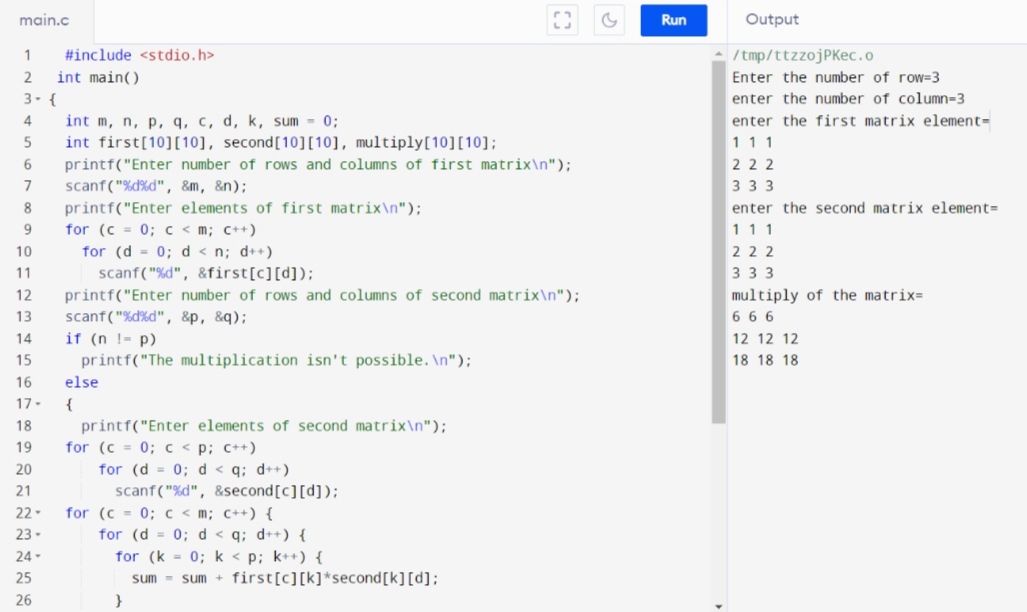 main.c
Run
Output
1 #include <stdio.h>
2 int main()
3 {
4 int m, n, p, q, c, d, k, sum = 0;
5 int first[10][10], second[10][10], multiply[10][10];
6 printf("Enter number of rows and columns of first matrix\n");
7 scanf("%d%d", &m, &n);
8 printf("Enter elements of first matrix\n");
9 for (c = 0; c < m; c++)
10 for (d = 0; d < n; d++)
11 scanf("%d", &first[c][d]);
12 printf("Enter number of rows and columns of second matrix\n");
13 scanf("%d%d", &p, &q);
14 if (n != p)
15 printf("The multiplication isn't possible.\n");
16 else
17 {
18 printf("Enter elements of second matrix\n");
19 for (c = 0; c < p; c++)
20 for (d = 0; d < q; d++)
21 scanf("%d", &second[c][d]);
22 for (c = 0; c < m; c++) {
23 for (d = 0; d < q; d++) {
24 for (k = 0; k < p; k++) {
25 sum = sum + first[c][k]*second[k][d];
26 }
/tmp/ttzzojPKec.o
Enter the number of row=3
enter the number of column=3
enter the first matrix element=
1 1 1
2 2 2
3 3 3
enter the second matrix element=
1 1 1
2 2 2
3 3 3
multiply of the matrix=
6 6 6
12 12 12
18 18 18